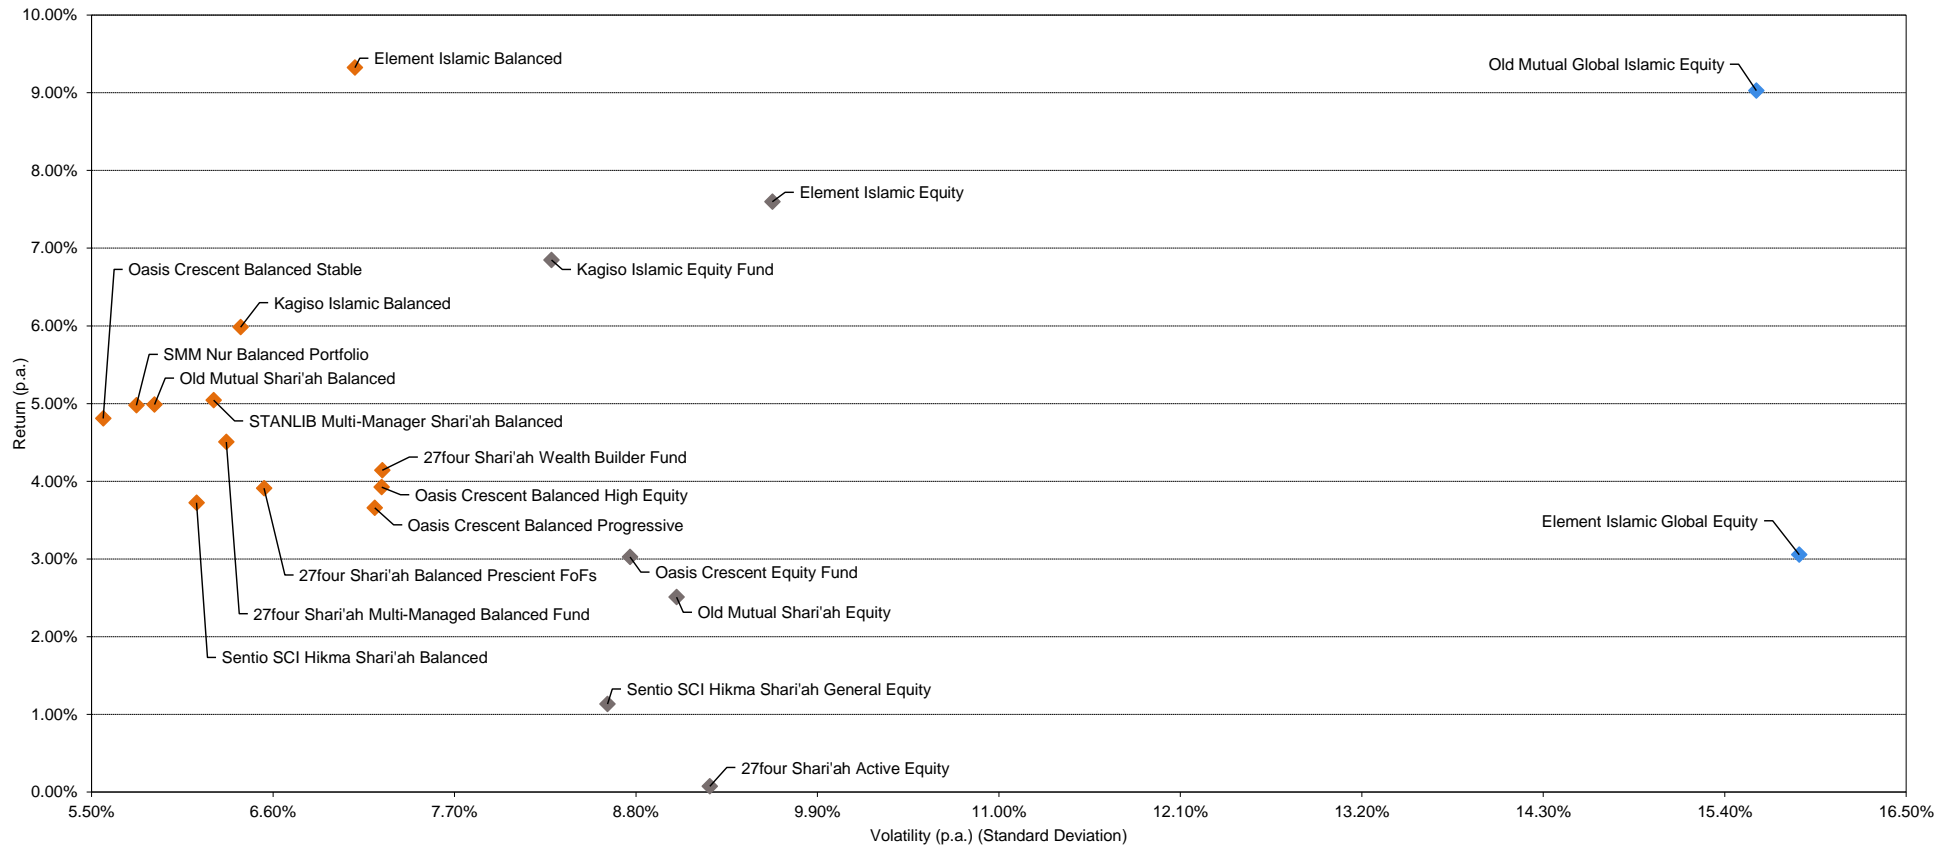 10.00%
Element Islamic Balanced
Old Mutual Global Islamic Equity
9.00%
8.00%
Element Islamic Equity
7.00%
Oasis Crescent Balanced Stable
Kagiso Islamic Equity Fund
Kagiso Islamic Balanced
6.00%
SMM Nur Balanced Portfolio
Old Mutual Shari'ah Balanced
5.00%
STANLIB Multi-Manager Shari'ah Balanced
Return (p.a.)
27four Shari'ah Wealth Builder Fund
4.00%
Oasis Crescent Balanced High Equity
Oasis Crescent Balanced Progressive
Element Islamic Global Equity
3.00%
Oasis Crescent Equity Fund
27four Shari'ah Balanced Prescient FoFs
Old Mutual Shari'ah Equity
27four Shari'ah Multi-Managed Balanced Fund
2.00%
Sentio SCI Hikma Shari'ah Balanced
Sentio SCI Hikma Shari'ah General Equity
1.00%
27four Shari'ah Active Equity
0.00%
5.50% 6.60% 7.70% 8.80% 9.90% 11.00% 12.10% 13.20% 14.30% 15.40% 16.50%
Volatility (p.a.) (Standard Deviation)